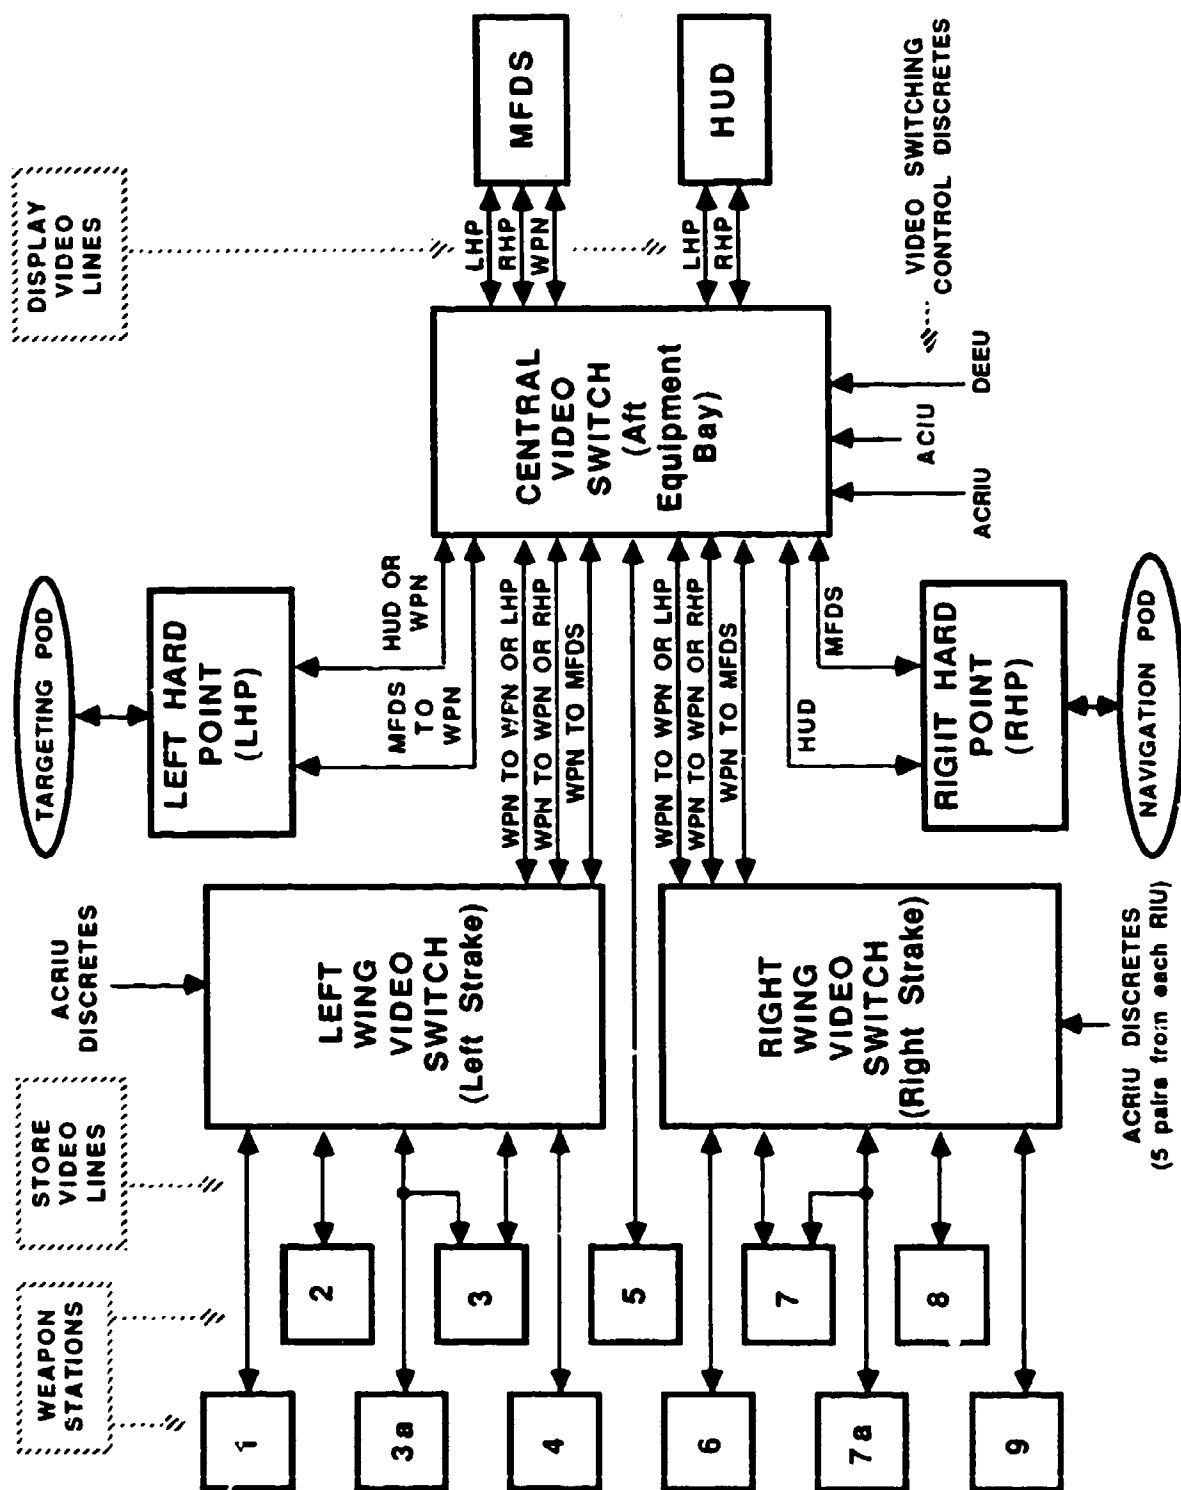 WEAPON
STATIONS
STORE
VIDEO
LINES
ACRIU
DISCRETES
TARGETING POD
DISPLAY
VIDEO
LINES
1
2
3a
3
4
5
6
7
7a
8
9
LEFT
WING
VIDEO
SWITCH
(Left Strake)
RIGHT
WING
VIDEO
SWITCH
(Right Strake)
ACRIU DISCRETES
(5 pairs from each RIU)
LEFT HARD
POINT
(LHP)
HUD OR
WPN
MFDS
TO
WPN
WPN TO WPN OR LHP
WPN TO WPN OR RHP
WPN TO MFDS
WPN TO WPN OR LHP
WPN TO WPN OR RHP
WPN TO MFDS
HUD
MFDS
RIGHT HARD
POINT
(RHP)
NAVIGATION POD
CENTRAL
VIDEO
SWITCH
(Aft
Equipment
Bay)
ACRIU
ACIU
DEEU
VIDEO SWITCHING
CONTROL DISCRETES
LHP
RHP
WPN
LHP
RHP
MFDS
HUD